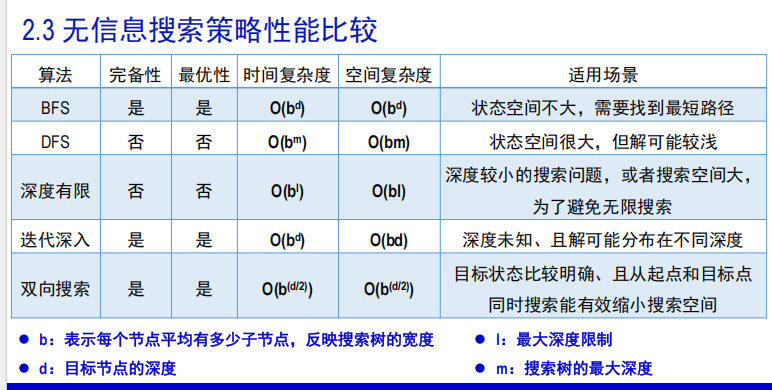 2.3 无信息搜索策略性能比较
算法 完备性 最优性 时间复杂度 空间复杂度 适用场景
BFS 是 是 O(bᵈ) O(bᵈ) 状态空间不大，需要找到最短路径
DFS 否 否 O(bᵐ) O(bm) 状态空间很大，但解可能较浅
深度有限 否 否 O(bˡ) O(bl) 深度较小的搜索问题，或者搜索空间大，
为了避免无限搜索
迭代深入 是 是 O(bᵈ) O(bd) 深度未知、且解可能分布在不同深度
双向搜索 是 是 O(b⁽ᵈ/²⁾) O(b⁽ᵈ/²⁾) 目标状态比较明确、且从起点和目标点
同时搜索能有效缩小搜索空间
● b：表示每个节点平均有多少子节点，反映搜索树的宽度 ● l：最大深度限制
● d：目标节点的深度 ● m：搜索树的最大深度